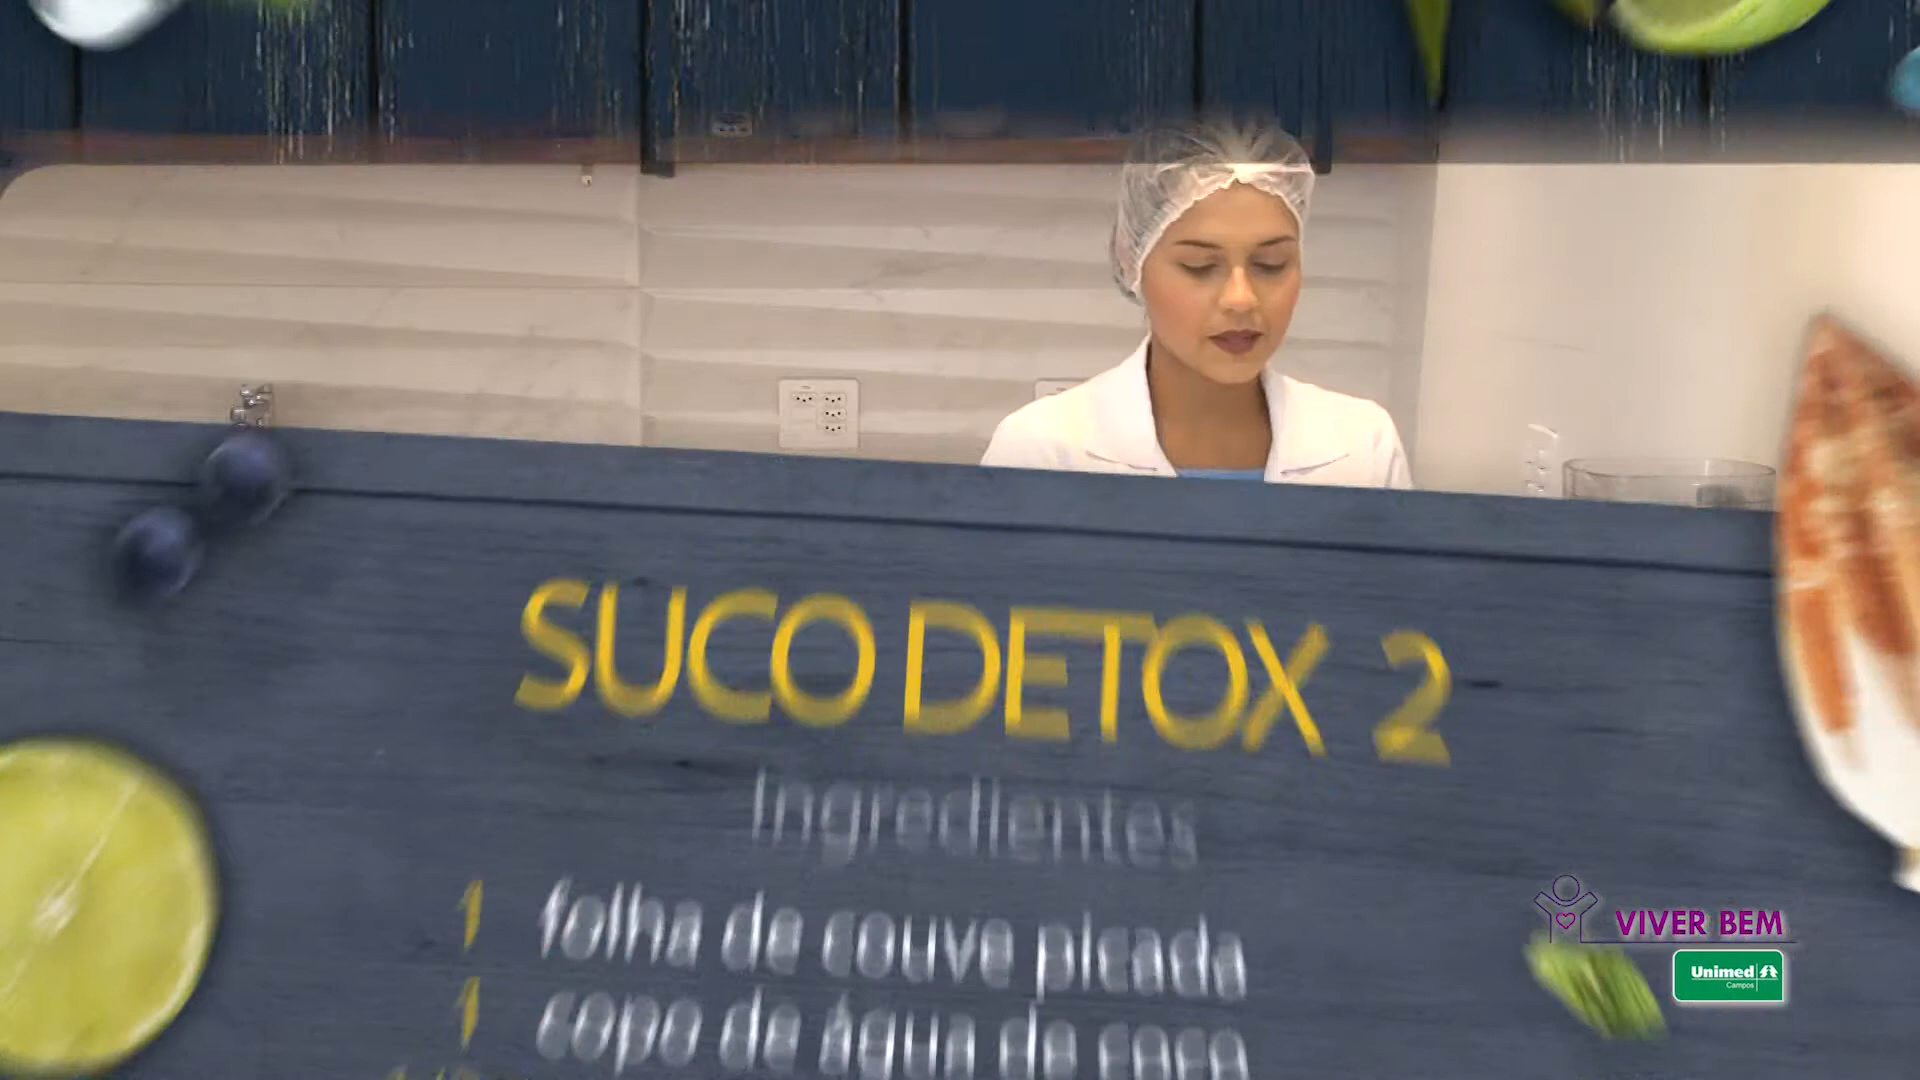 SUCO DETOX 2
Ingredientes
1 folha de couve picada
1 copo de água de coco
VIVER BEM
Unimed
Campos